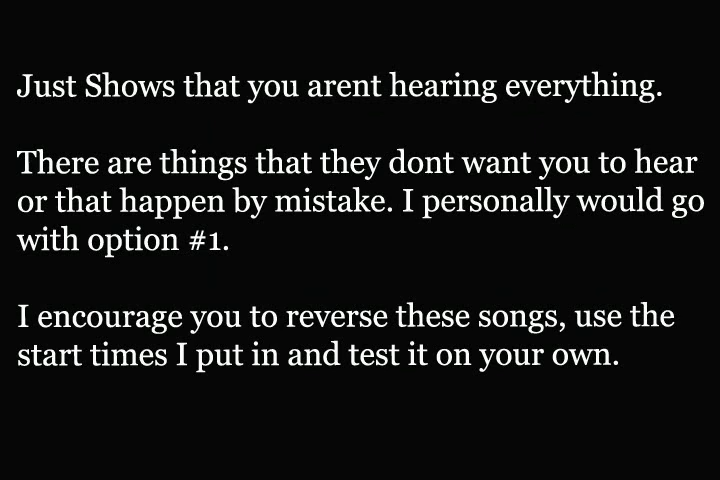 Just Shows that you arent hearing everything.
There are things that they dont want you to hear
or that happen by mistake. I personally would go
with option #1.
I encourage you to reverse these songs, use the
start times I put in and test it on your own.